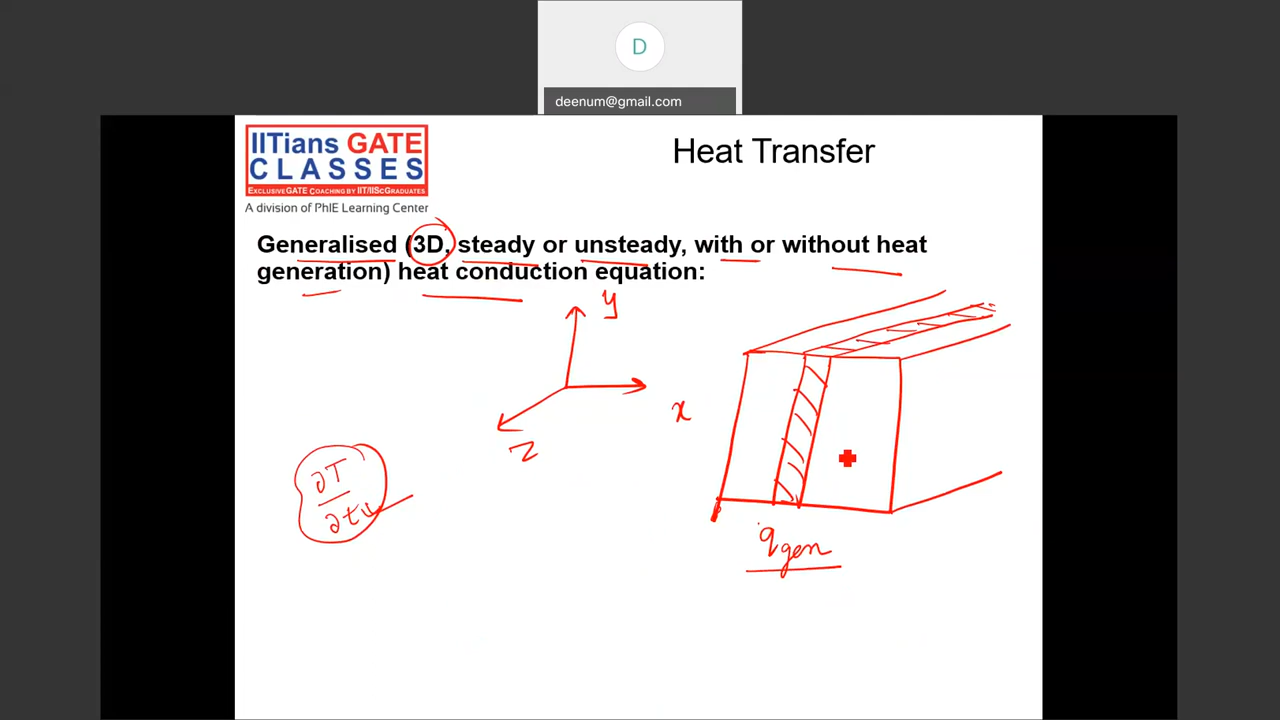 D
deenum@gmail.com
IITians GATE
CLASSES
EXCLUSIVE GATE COACHING BY IIT/IISc GRADUATES
A division of PhIE Learning Center
Heat Transfer
Generalised (3D, steady or unsteady, with or without heat
generation) heat conduction equation:
y
x
z
∂T
∂t
q̇gen